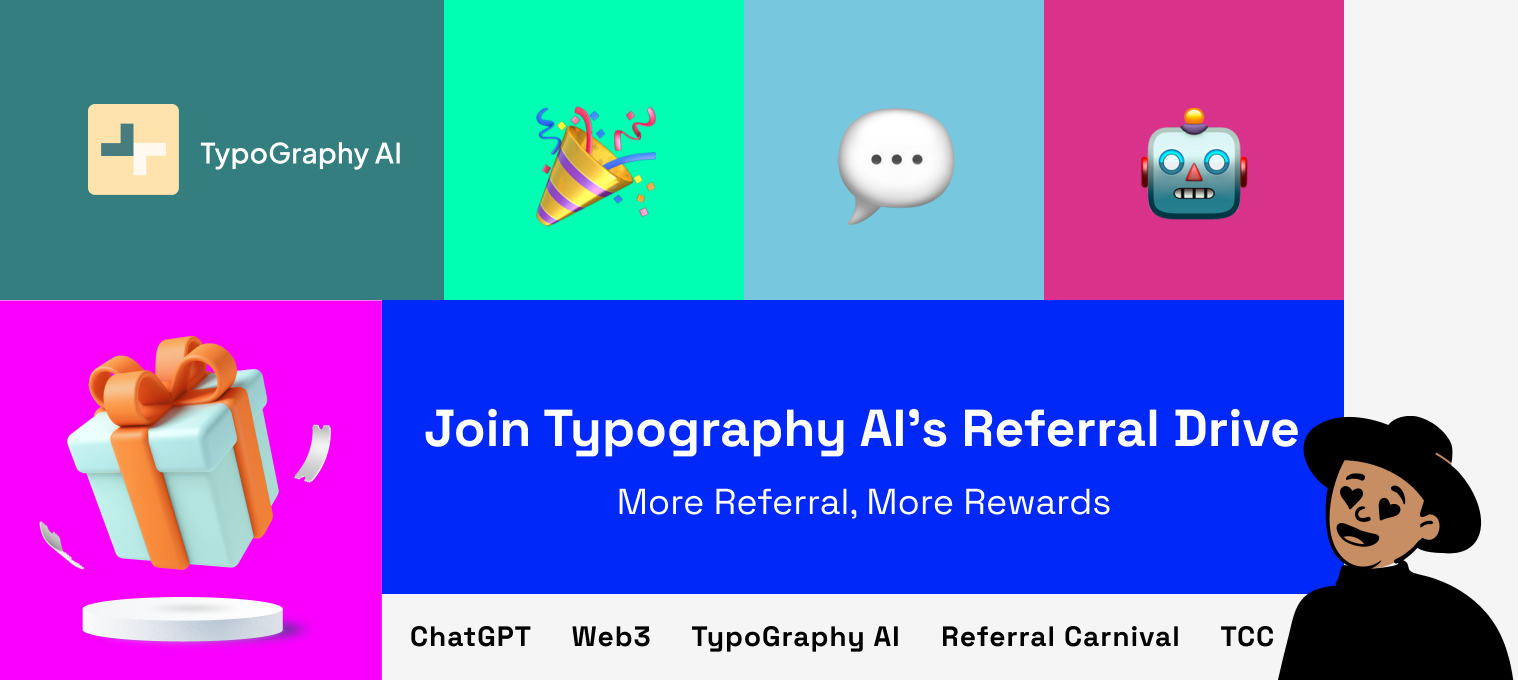 TypoGraphy AI
Join Typography AI's Referral Drive
More Referral, More Rewards
ChatGPT Web3 TypoGraphy AI Referral Carnival TCC